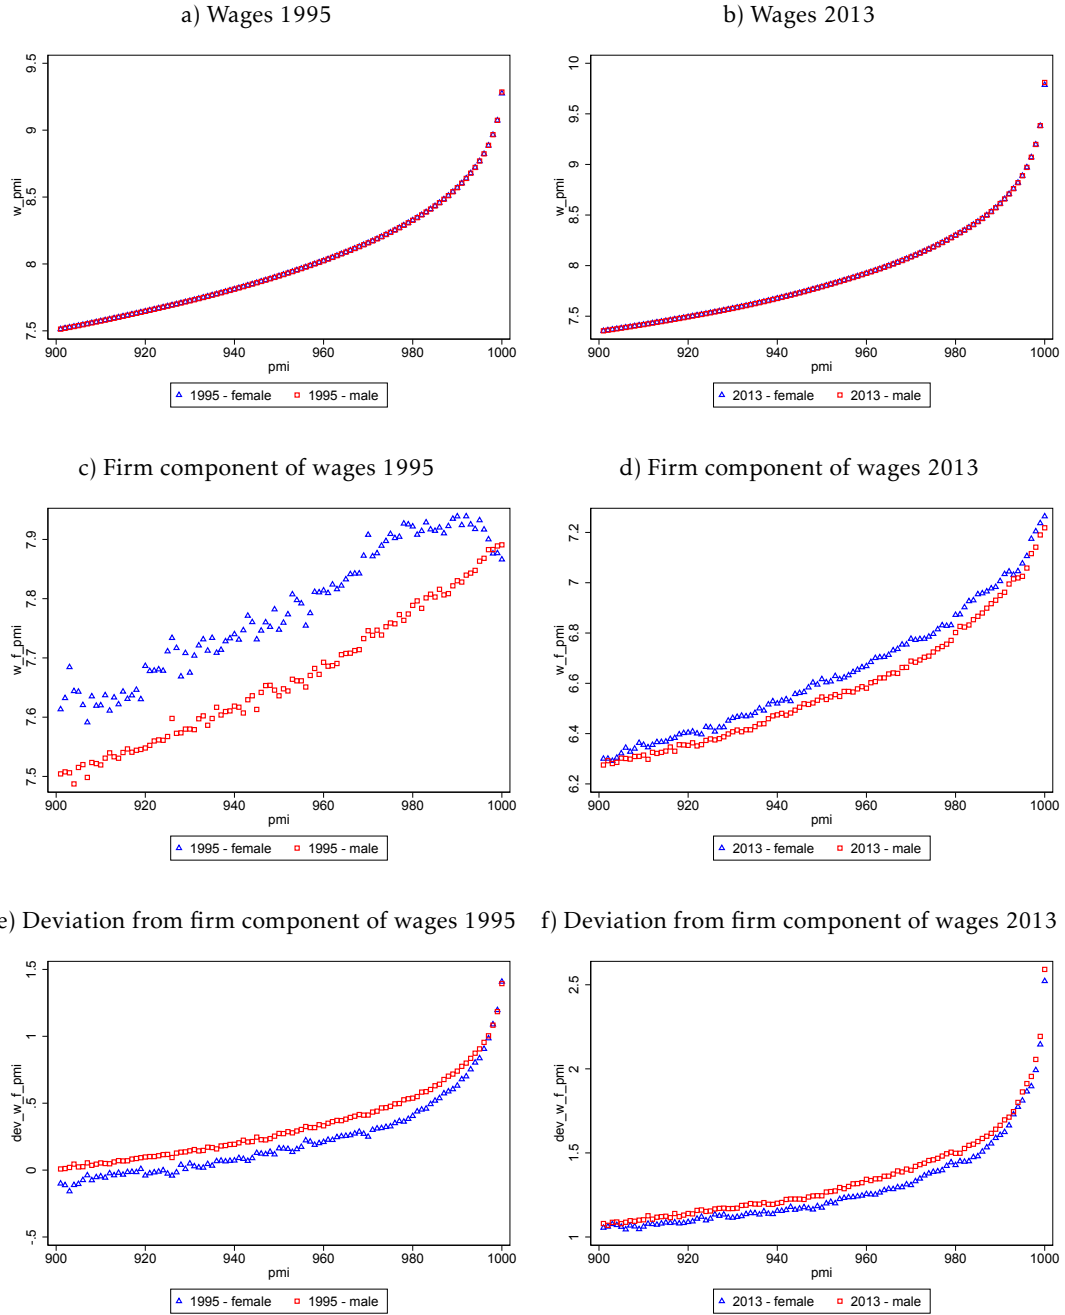 a) Wages 1995
b) Wages 2013
9.5
9
8.5
8
7.5
w_pmi
900 920 940 960 980 1000
pmi
1995 - female 1995 - male
10
9.5
9
8.5
8
7.5
w_pmi
900 920 940 960 980 1000
pmi
2013 - female 2013 - male
c) Firm component of wages 1995
d) Firm component of wages 2013
7.9
7.8
7.7
7.6
7.5
w_f_pmi
900 920 940 960 980 1000
pmi
1995 - female 1995 - male
7.2
7
6.8
6.6
6.4
6.2
w_f_pmi
900 920 940 960 980 1000
pmi
2013 - female 2013 - male
e) Deviation from firm component of wages 1995
f) Deviation from firm component of wages 2013
1.5
1
.5
0
-.5
dev_w_f_pmi
900 920 940 960 980 1000
pmi
1995 - female 1995 - male
2.5
2
1.5
1
dev_w_f_pmi
900 920 940 960 980 1000
pmi
2013 - female 2013 - male